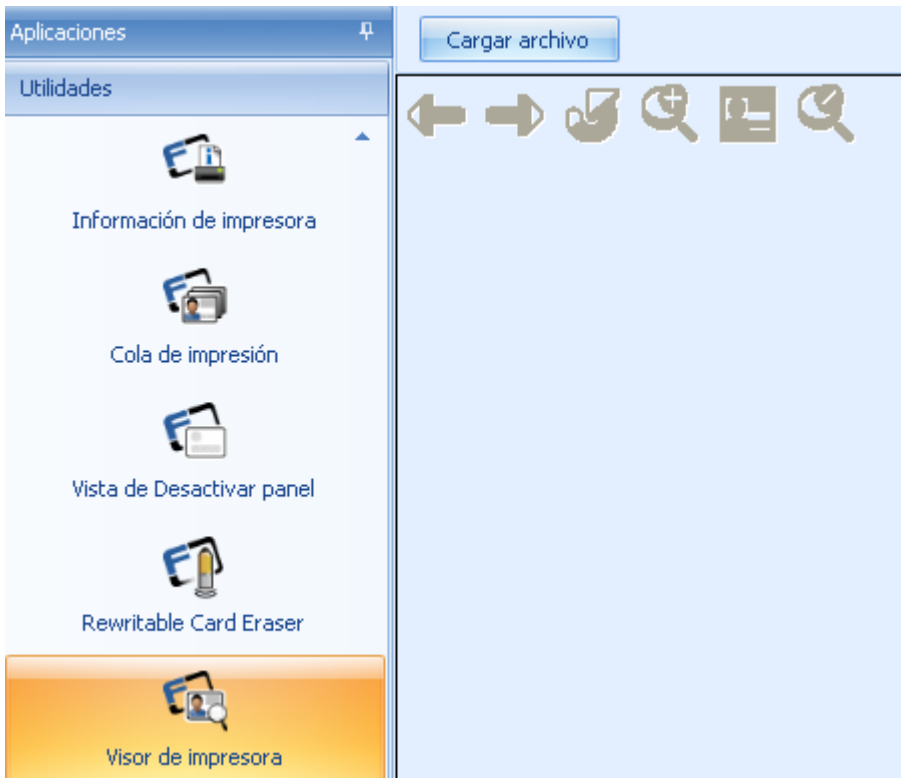 Aplicaciones
Cargar archivo
Utilidades
Información de impresora
Cola de impresión
Vista de Desactivar panel
Rewritable Card Eraser
Visor de impresora